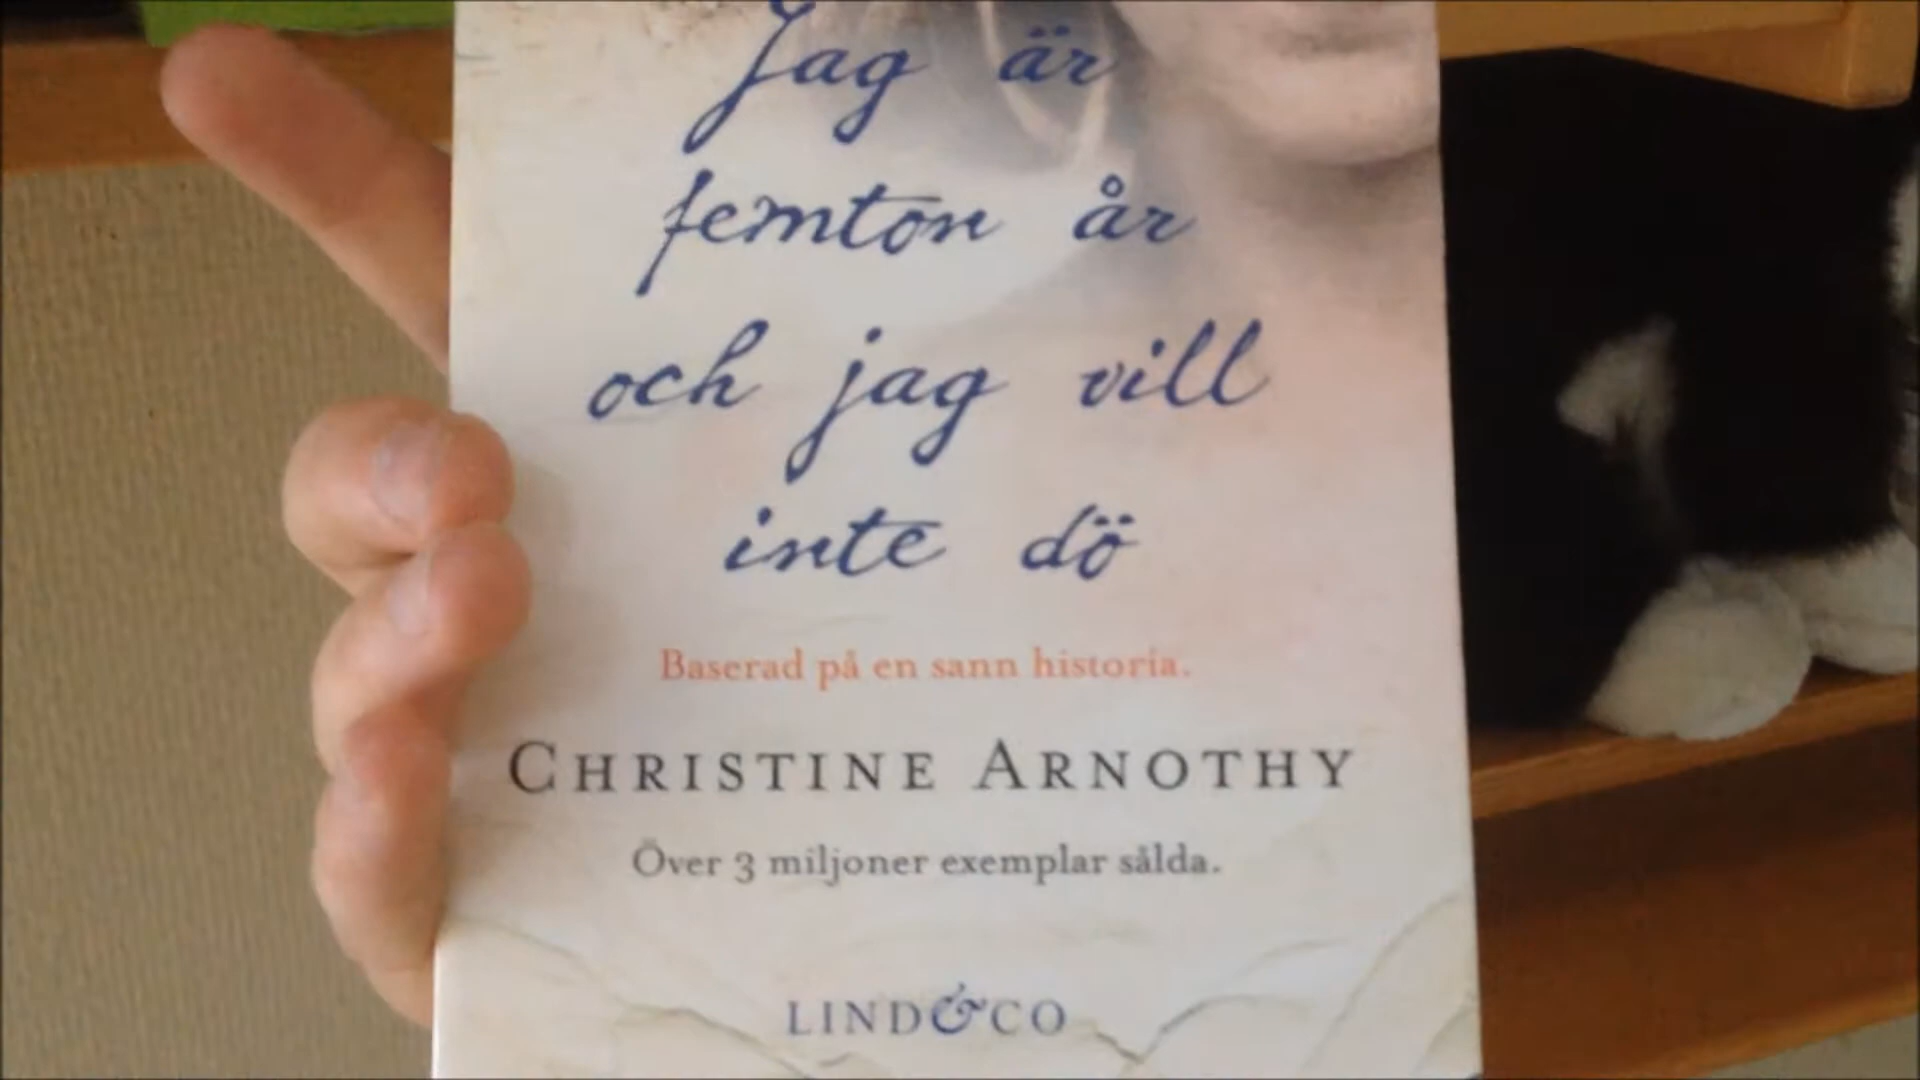 Jag är
femton år
och jag vill
inte dö
Baserad på en sann historia.
CHRISTINE ARNOTHY
Över 3 miljoner exemplar sålda.
LIND&CO